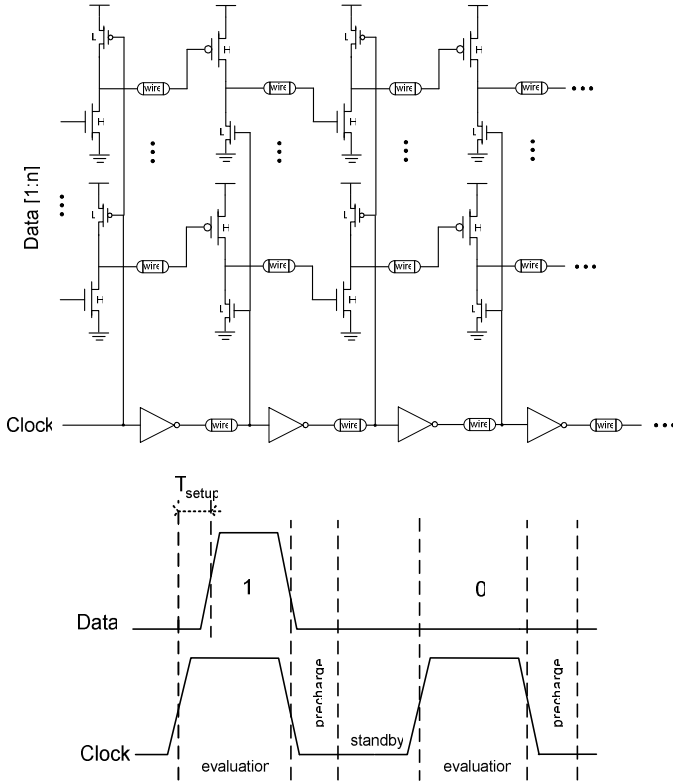 L
H
wire
H
L
wire
L
H
wire
H
L
wire
Data [1:n]
L
H
wire
H
L
wire
L
H
wire
H
L
wire
Clock
wire
wire
wire
wire
T setup
1
0
Data
precharge
standby
precharge
Clock
evaluation
evaluation